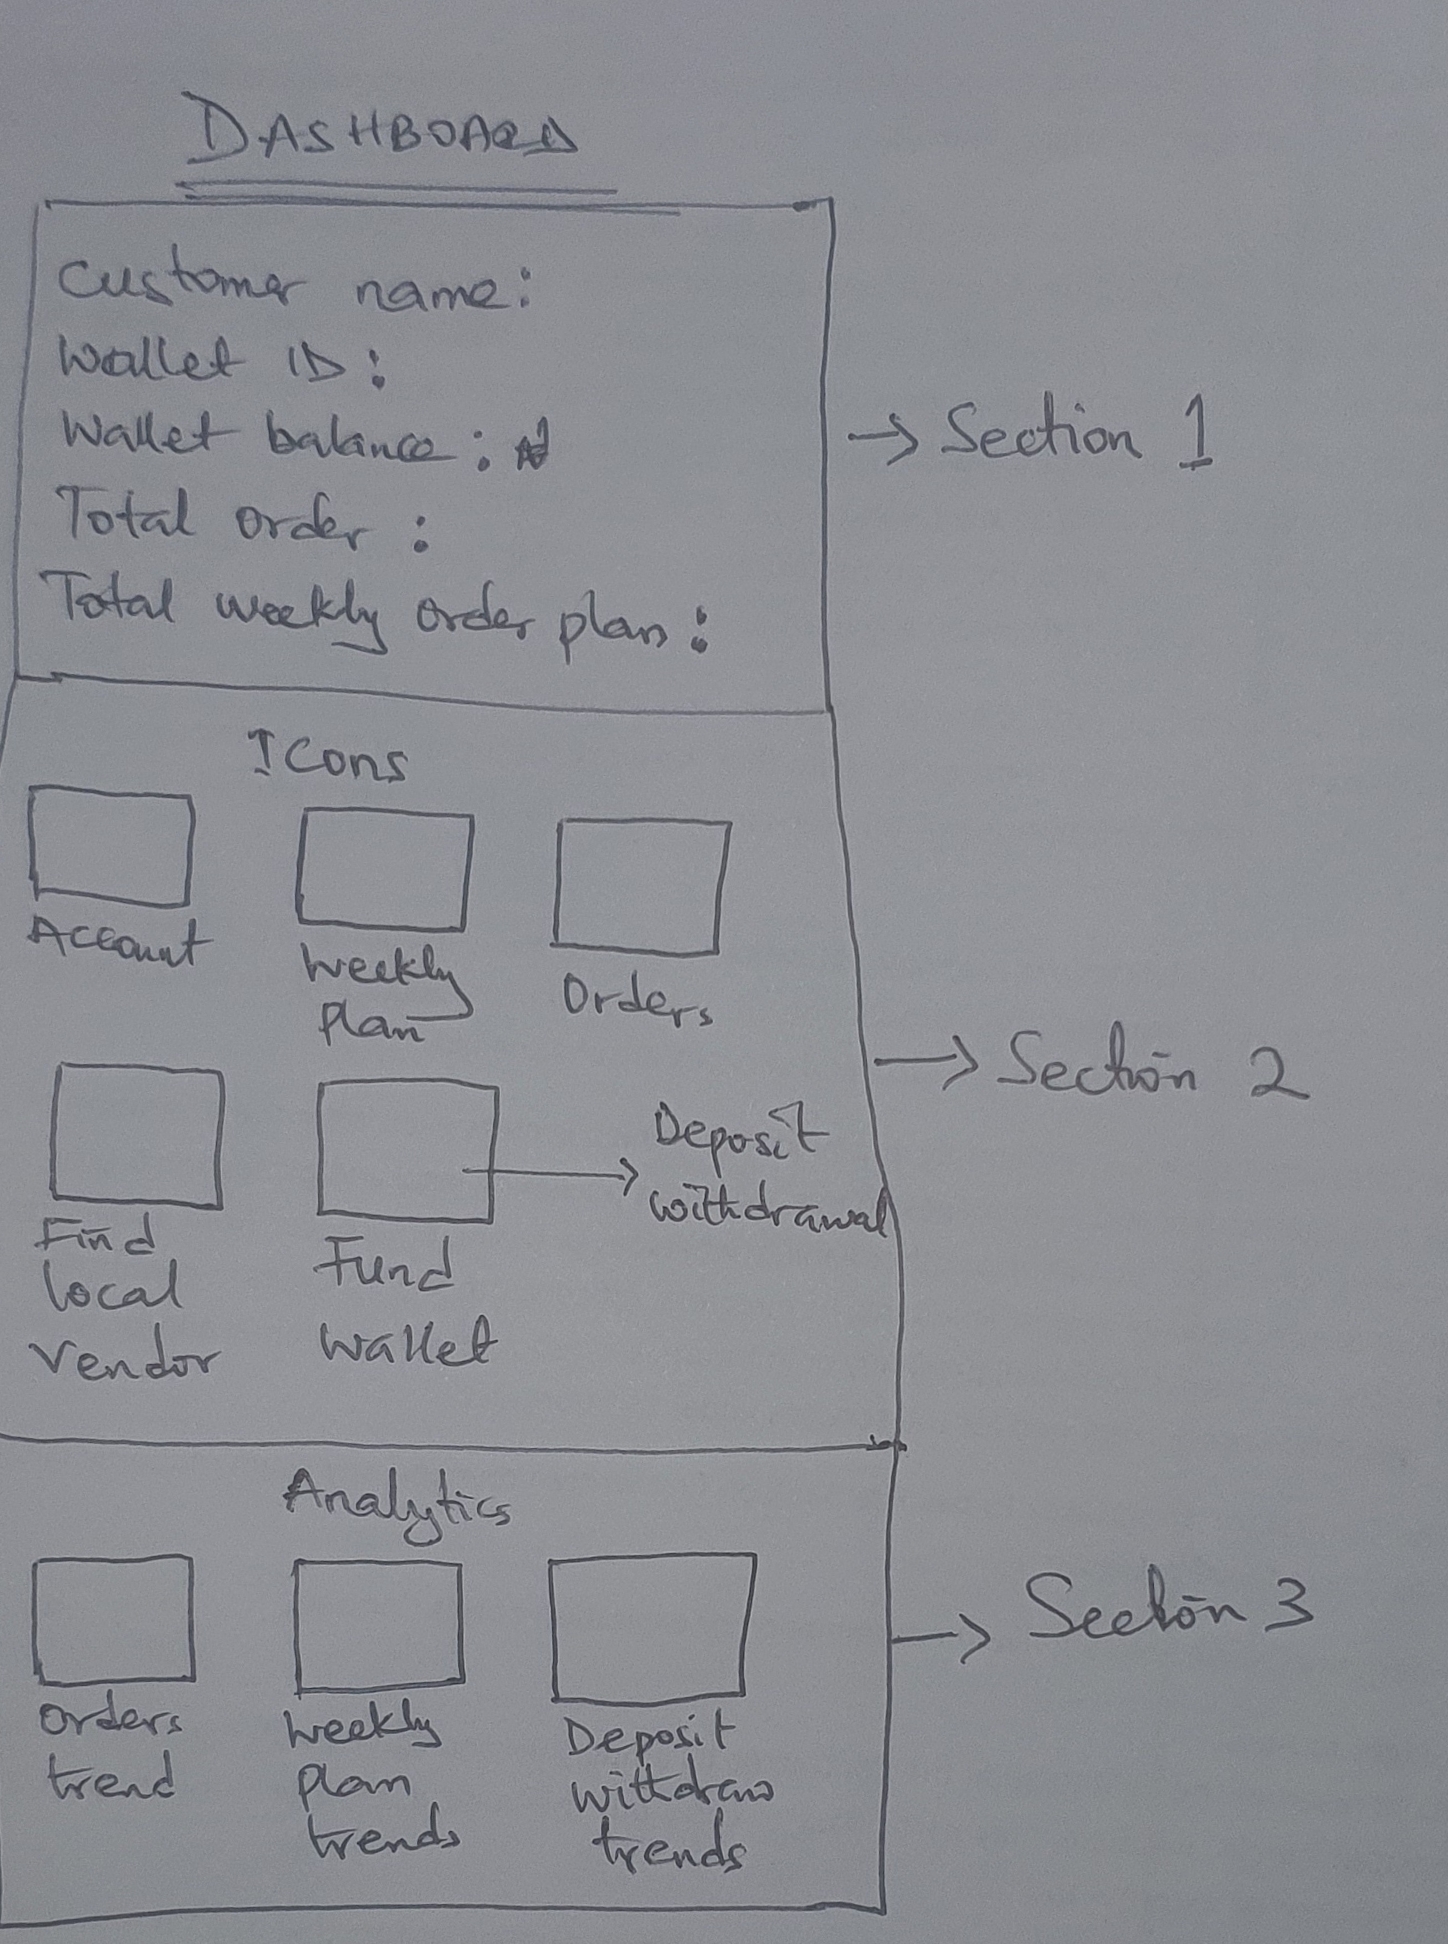 DASHBOARD
Customer name:
Wallet ID:
Wallet balance: ₦
Total order :
Total weekly order plan:
→ Section 1
Icons
Account
Weekly
plan
Orders
→ Section 2
Find
local
vendor
Fund
wallet
→ Deposit
withdrawal
Analytics
→ Section 3
Orders
trend
Weekly
plan
trends
Deposit
withdraw
trends